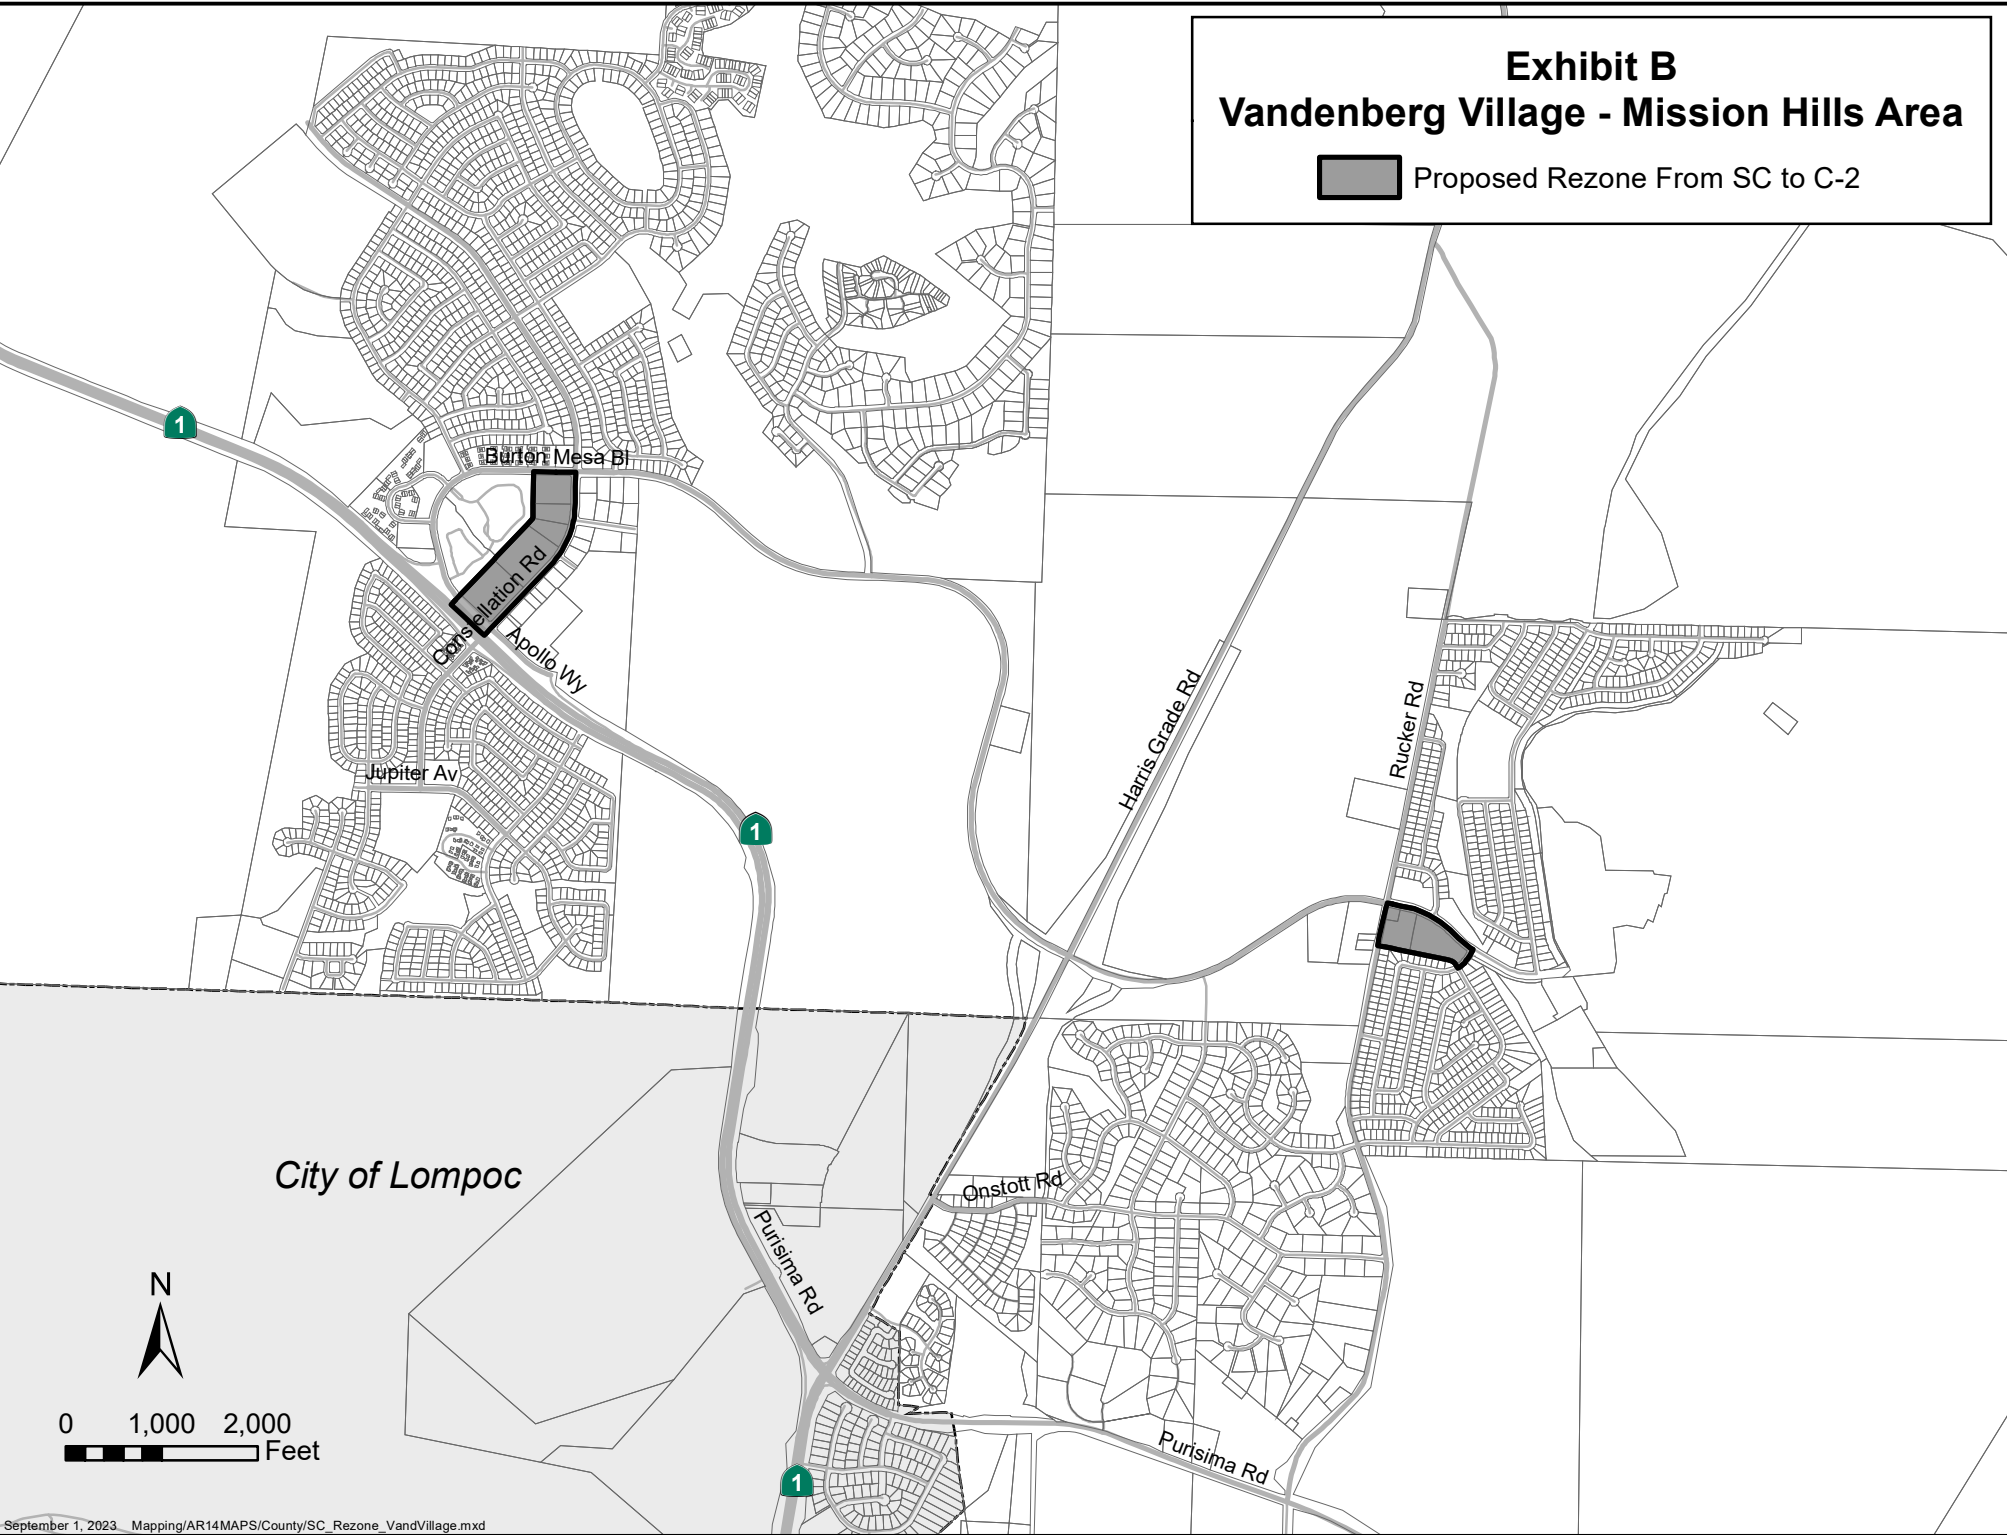 Exhibit B
Vandenberg Village - Mission Hills Area
Proposed Rezone From SC to C-2
1
Burton Mesa Bl
Constellation Rd
Apollo Wy
Harris Grade Rd
Rucker Rd
Jupiter Av
1
City of Lompoc
Onstott Rd
Purisima Rd
N
0 1,000 2,000
Feet
Purisima Rd
1
September 1, 2023 Mapping/AR14MAPS/County/SC_Rezone_VandVillage.mxd